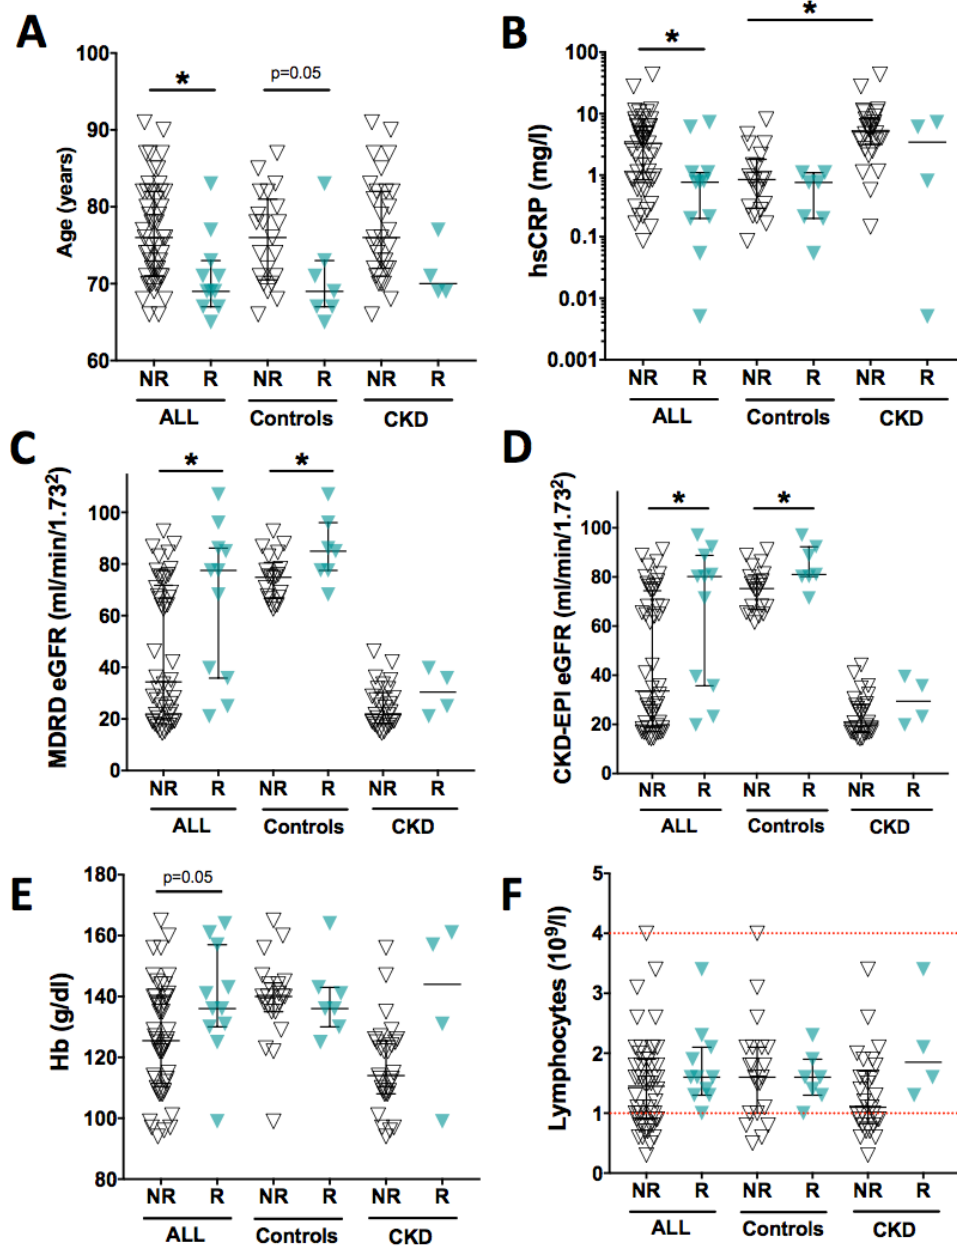 A
Age (years)
100
90
80
70
60
*
p=0.05
NR R NR R NR R
ALL Controls CKD
B
hsCRP (mg/l)
100
10
1
0.1
0.01
0.001
*
*
NR R NR R NR R
ALL Controls CKD
C
MDRD eGFR (ml/min/1.73²)
100
80
60
40
20
0
* *
NR R NR R NR R
ALL Controls CKD
D
CKD-EPI eGFR (ml/min/1.73²)
100
80
60
40
20
0
* *
NR R NR R NR R
ALL Controls CKD
E
Hb (g/dl)
180
160
140
120
100
80
p=0.05
NR R NR R NR R
ALL Controls CKD
F
Lymphocytes (10⁹/l)
5
4
3
2
1
0
NR R NR R NR R
ALL Controls CKD